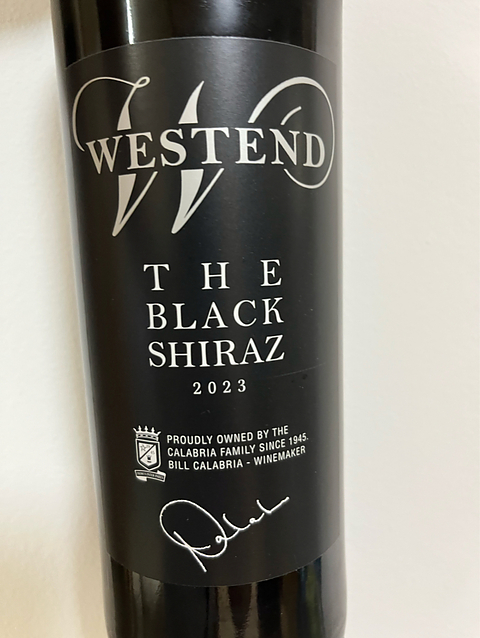 W
WESTEND
THE
BLACK
SHIRAZ
2023
PROUDLY OWNED BY THE
CALABRIA FAMILY SINCE 1945.
BILL CALABRIA - WINEMAKER